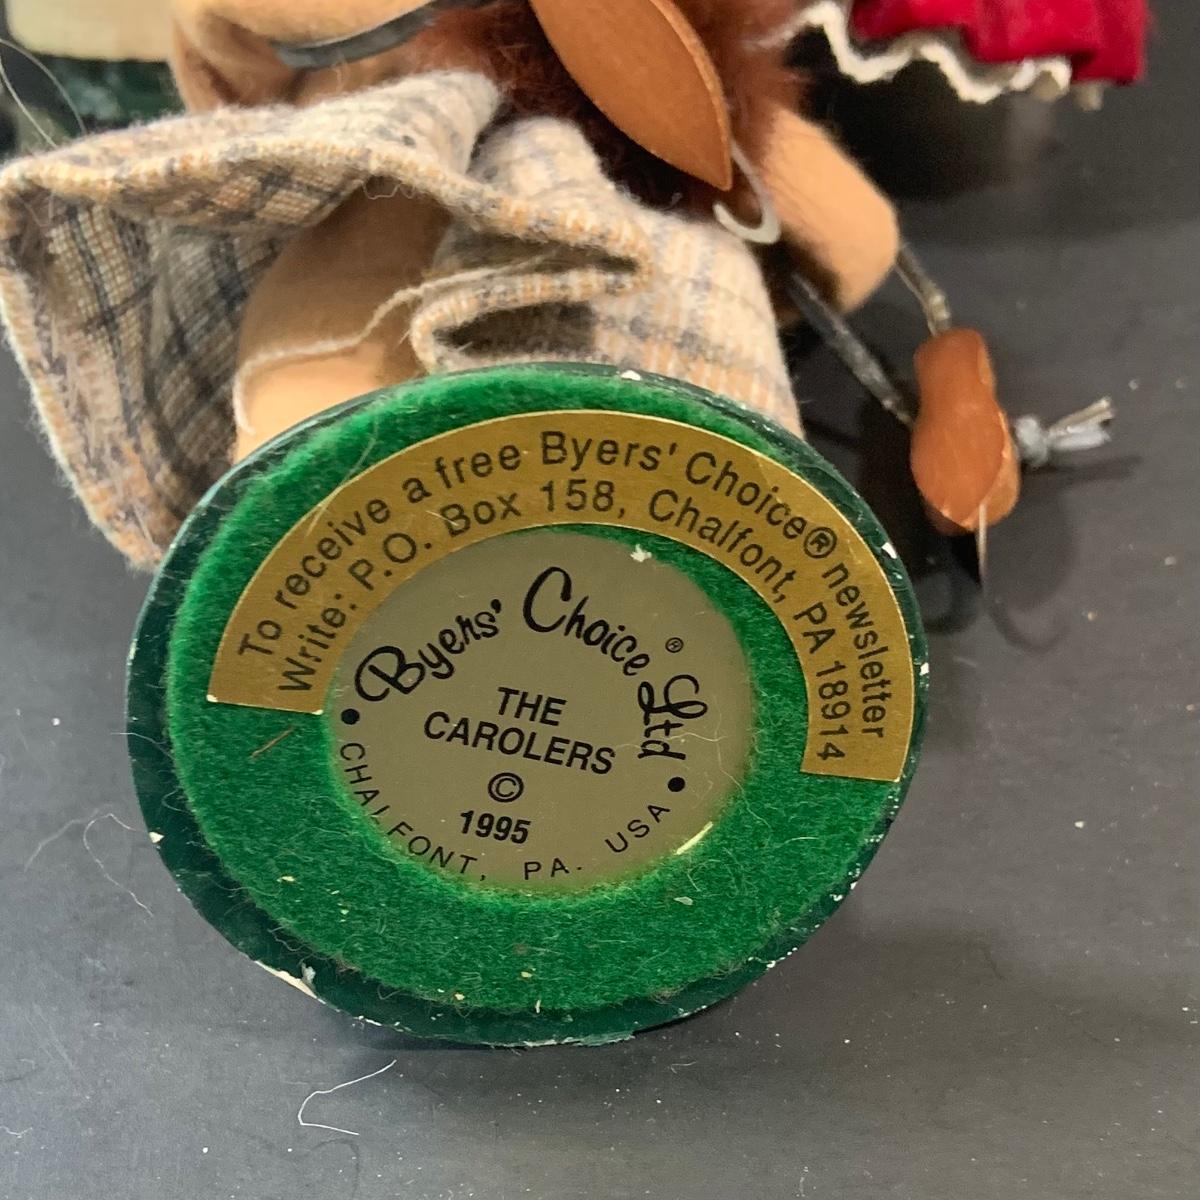 To receive a free Byers' Choice® newsletter
Write: P.O. Box 158, Chalfont, PA 18914
Byers' Choice Ltd ®
THE
CAROLERS
©
1995
• CHALFONT, PA. USA •